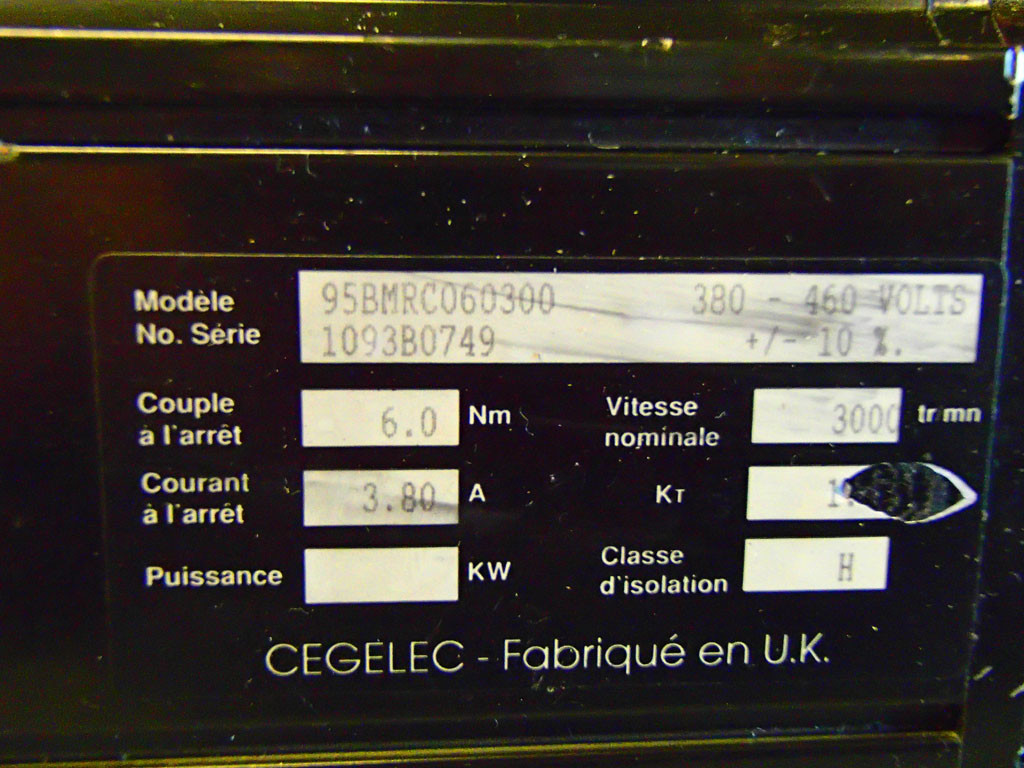 Modèle 95BMRC060300 380 - 460 VOLTS
No. Série 1093B0749 +/- 10 %.
Couple à l'arrêt 6.0 Nm Vitesse nominale 3000 tr mn
Courant à l'arrêt 3.80 A KT
Puissance KW Classe d'isolation H
CEGELEC - Fabriqué en U.K.